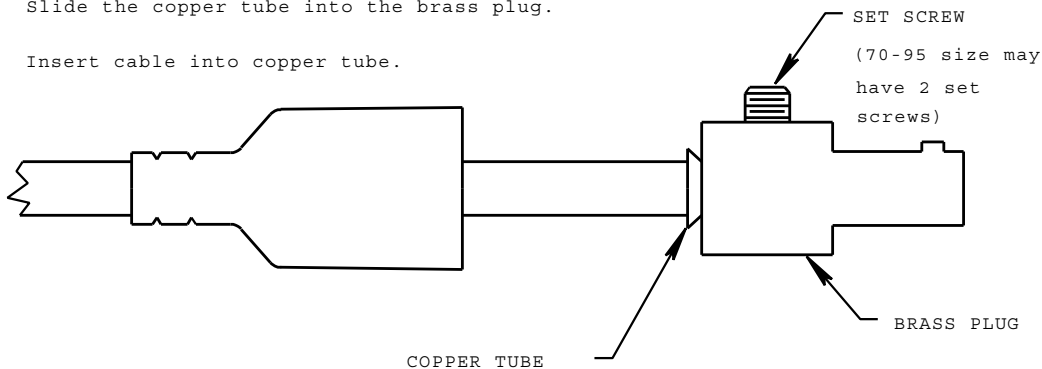 Slide the copper tube into the brass plug.
Insert cable into copper tube.
SET SCREW
(70-95 size may
have 2 set
screws)
BRASS PLUG
COPPER TUBE